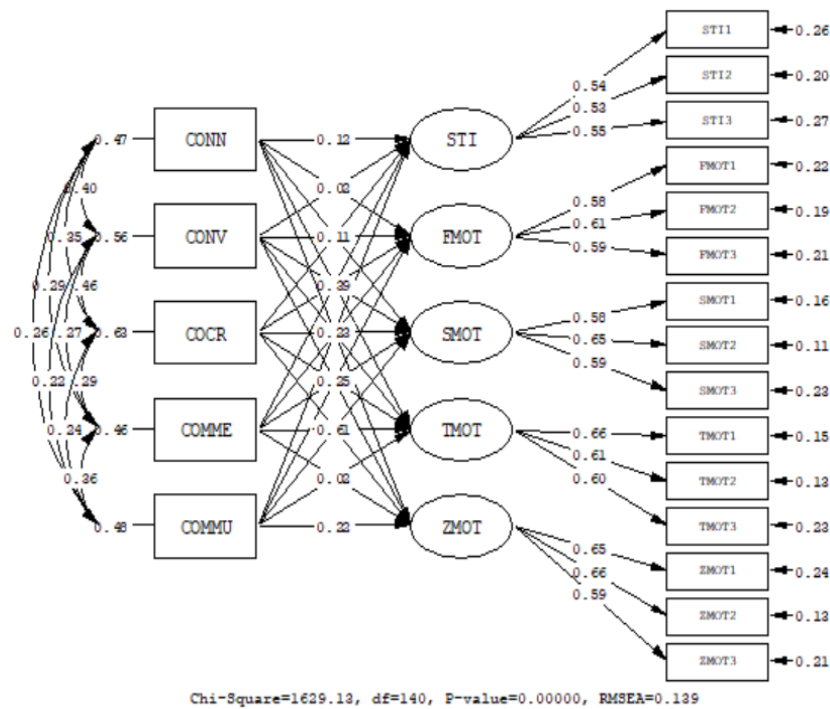 STI1
0.26
0.54
STI2
0.20
0.53
STI3
0.27
0.55
0.47
CONN
0.12
STI
FMOT1
0.22
0.58
0.40
0.02
FMOT2
0.19
0.61
0.35
0.56
CONV
0.11
FMOT
0.59
FMOT3
0.21
0.29
0.46
0.39
SMOT1
0.16
0.58
0.26
0.27
0.63
COCR
0.23
SMOT
0.65
SMOT2
0.11
0.59
SMOT3
0.23
0.22
0.29
0.25
0.24
0.46
COMME
0.61
TMOT
0.66
TMOT1
0.15
0.61
TMOT2
0.13
0.60
0.36
0.02
TMOT3
0.23
0.48
COMMU
0.22
ZMOT
0.65
ZMOT1
0.24
0.66
ZMOT2
0.13
0.59
ZMOT3
0.21
Chi-Square=1629.13, df=140, P-value=0.00000, RMSEA=0.139